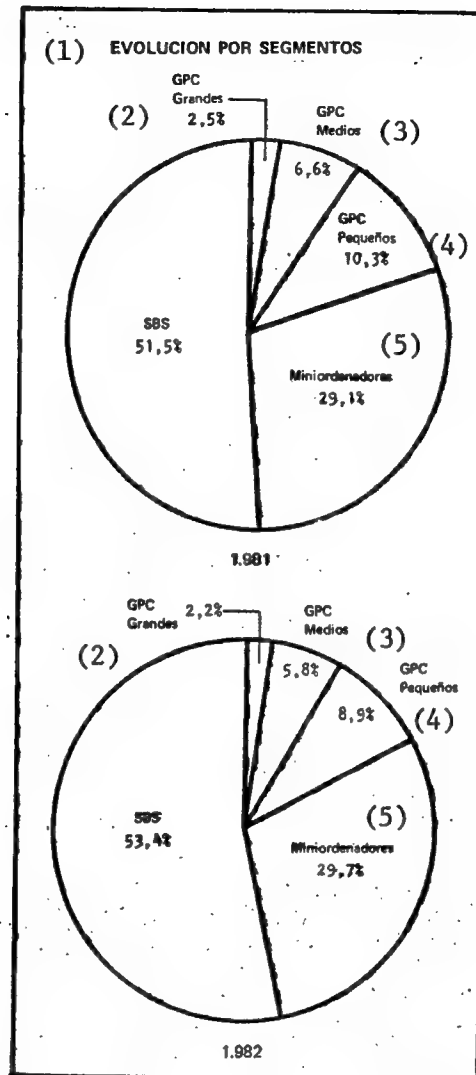 (1) EVOLUCION POR SEGMENTOS
GPC
Grandes
2,5%
(2)
GPC
Medios
(3)
6,6%
GPC
Pequeños
10,3%
(4)
SBS
51,5%
(5)
Miniordenadores
29,1%
1.981
GPC
Grandes
2,2%
(2)
GPC
Medios
(3)
5,8%
GPC
Pequeños
8,9%
(4)
SBS
53,4%
(5)
Miniordenadores
29,7%
1.982